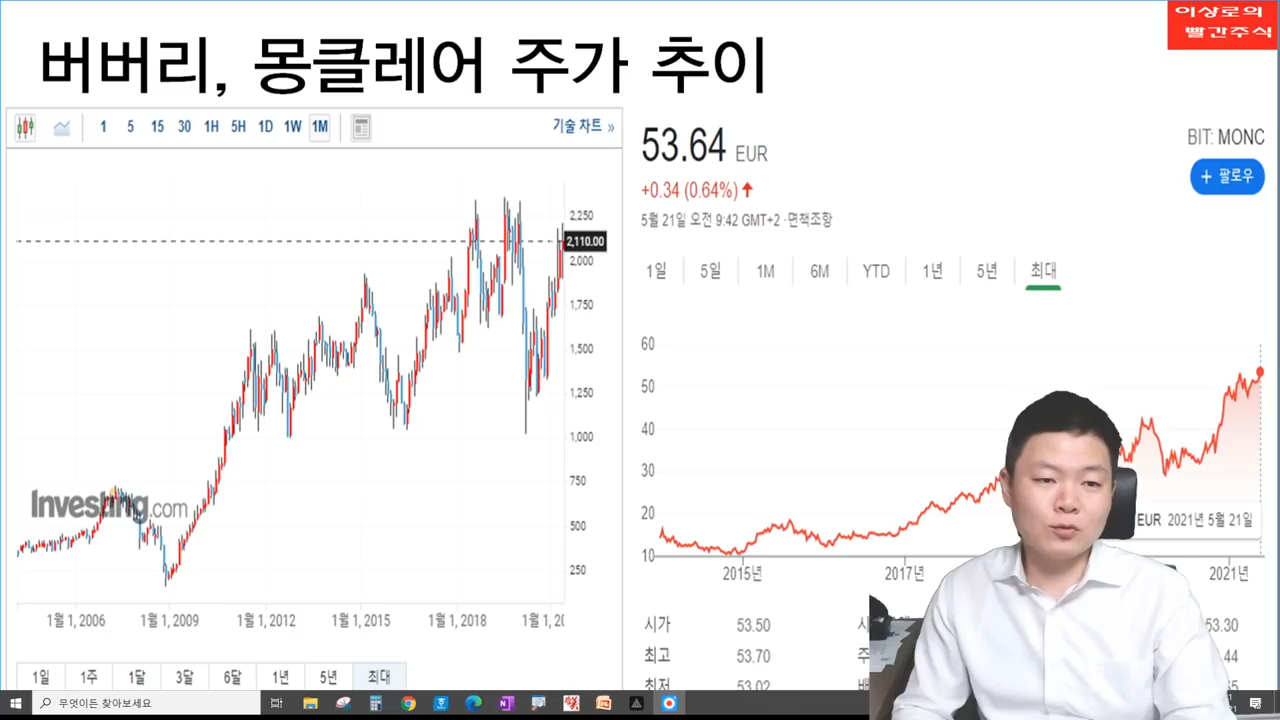 이상로의
빨간주식
버버리, 몽클레어 주가 추이
1 5 15 30 1H 5H 1D 1W 1M
기술 차트 »
2,250
2,110.00
2,000
1,750
1,500
1,250
1,000
750
500
250
Investing.com
1월 1, 2006 1월 1, 2009 1월 1, 2012 1월 1, 2015 1월 1, 2018 1월 1, 20
1일 1주 1달 3달 6달 1년 5년 최대
53.64 EUR
BIT: MONC
+0.34 (0.64%)
+ 팔로우
5월 21일 오전 9:42 GMT+2 · 면책조항
1일 5일 1M 6M YTD 1년 5년 최대
60
50
40
30
20
10
EUR 2021년 5월 21일
2015년 2017년 2021년
시가 53.50
53.30
최고 53.70
최저 53.02
무엇이든 찾아보세요